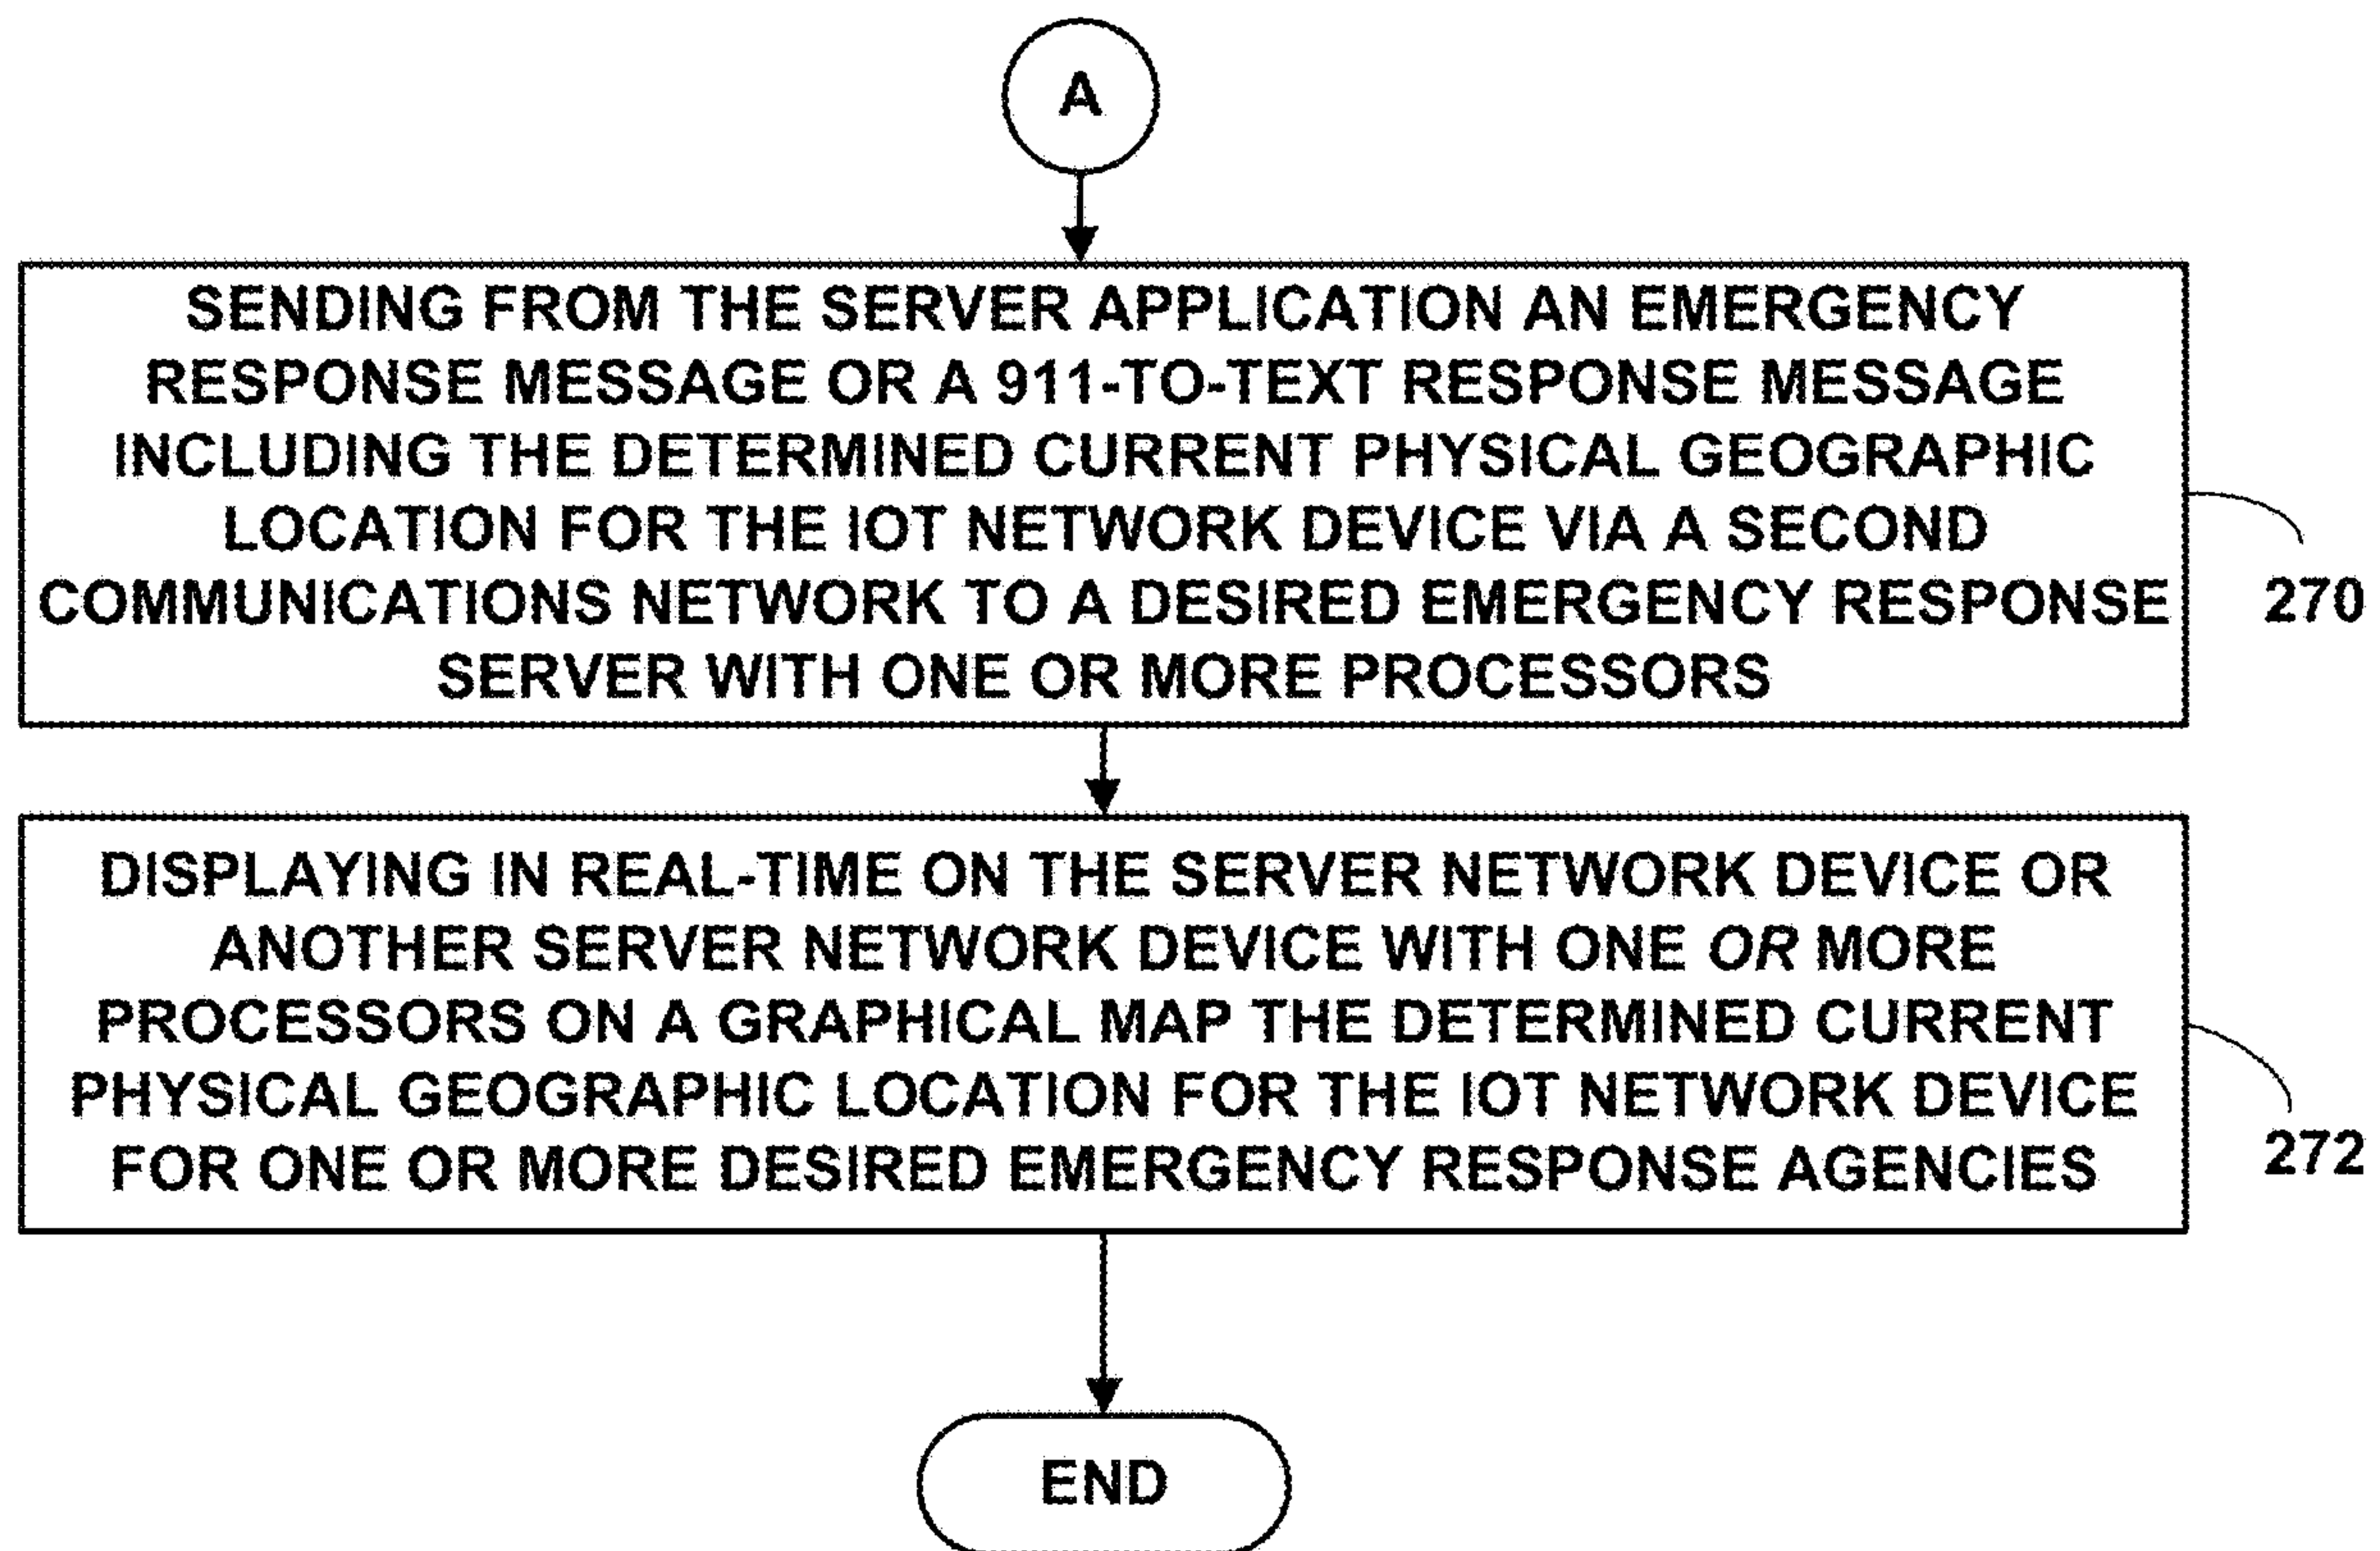 A
SENDING FROM THE SERVER APPLICATION AN EMERGENCY
RESPONSE MESSAGE OR A 911-TO-TEXT RESPONSE MESSAGE
INCLUDING THE DETERMINED CURRENT PHYSICAL GEOGRAPHIC
LOCATION FOR THE IOT NETWORK DEVICE VIA A SECOND
COMMUNICATIONS NETWORK TO A DESIRED EMERGENCY RESPONSE
SERVER WITH ONE OR MORE PROCESSORS
270
DISPLAYING IN REAL-TIME ON THE SERVER NETWORK DEVICE OR
ANOTHER SERVER NETWORK DEVICE WITH ONE OR MORE
PROCESSORS ON A GRAPHICAL MAP THE DETERMINED CURRENT
PHYSICAL GEOGRAPHIC LOCATION FOR THE IOT NETWORK DEVICE
FOR ONE OR MORE DESIRED EMERGENCY RESPONSE AGENCIES
272
END